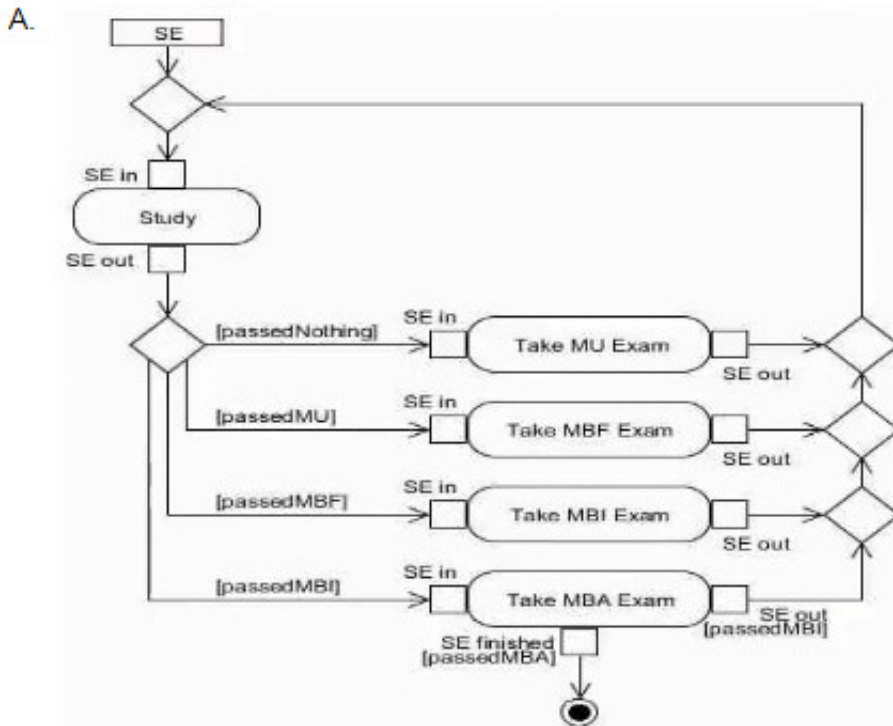 A.
SE
SE in
Study
SE out
[passedNothing]
SE in
Take MU Exam
SE out
[passedMU]
SE in
Take MBF Exam
SE out
[passedMBF]
SE in
Take MBI Exam
SE out
[passedMBI]
SE in
Take MBA Exam
SE out
[passedMBI]
SE finished
[passedMBA]